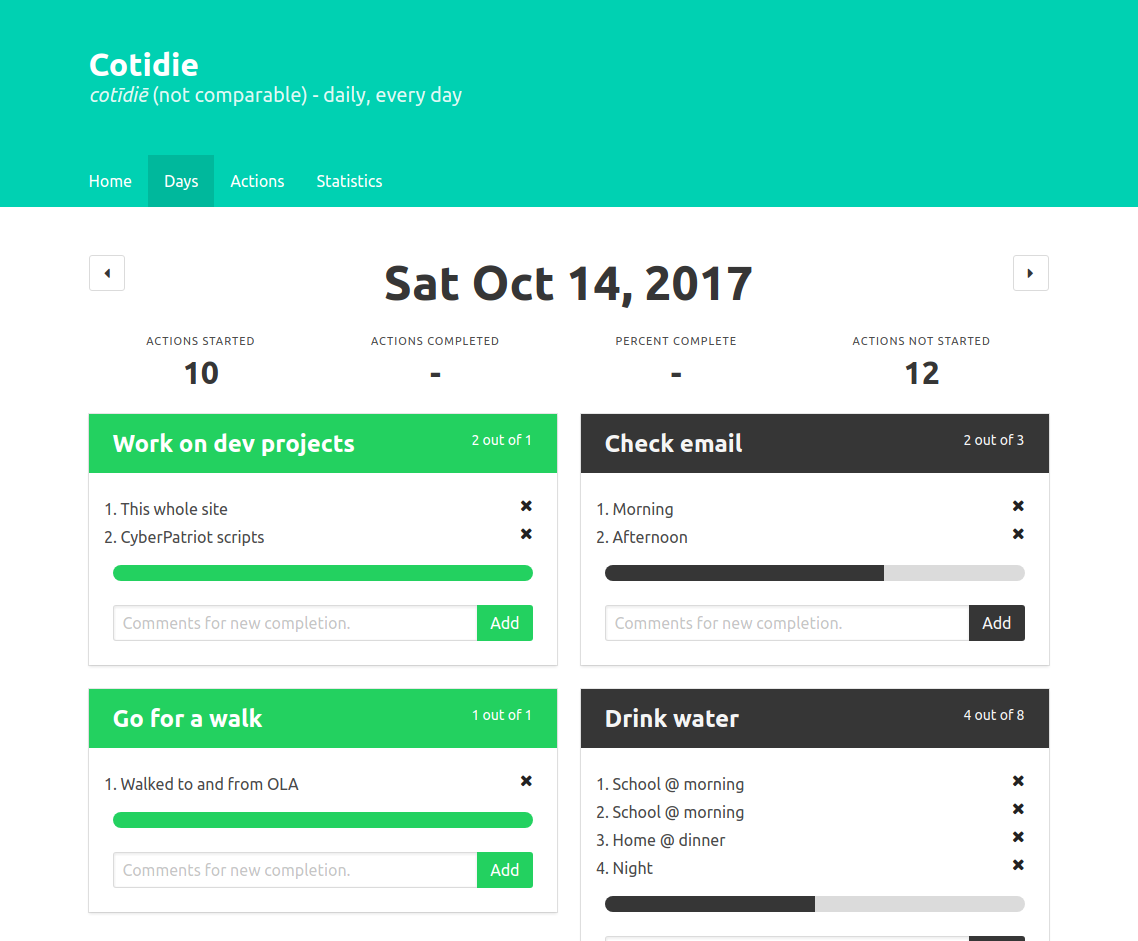 Cotidie
cotīdiē (not comparable) - daily, every day
Home Days Actions Statistics
Sat Oct 14, 2017
ACTIONS STARTED
10
ACTIONS COMPLETED
-
PERCENT COMPLETE
-
ACTIONS NOT STARTED
12
Work on dev projects 2 out of 1
1. This whole site
2. CyberPatriot scripts
Comments for new completion. Add
Check email 2 out of 3
1. Morning
2. Afternoon
Comments for new completion. Add
Go for a walk 1 out of 1
1. Walked to and from OLA
Comments for new completion. Add
Drink water 4 out of 8
1. School @ morning
2. School @ morning
3. Home @ dinner
4. Night